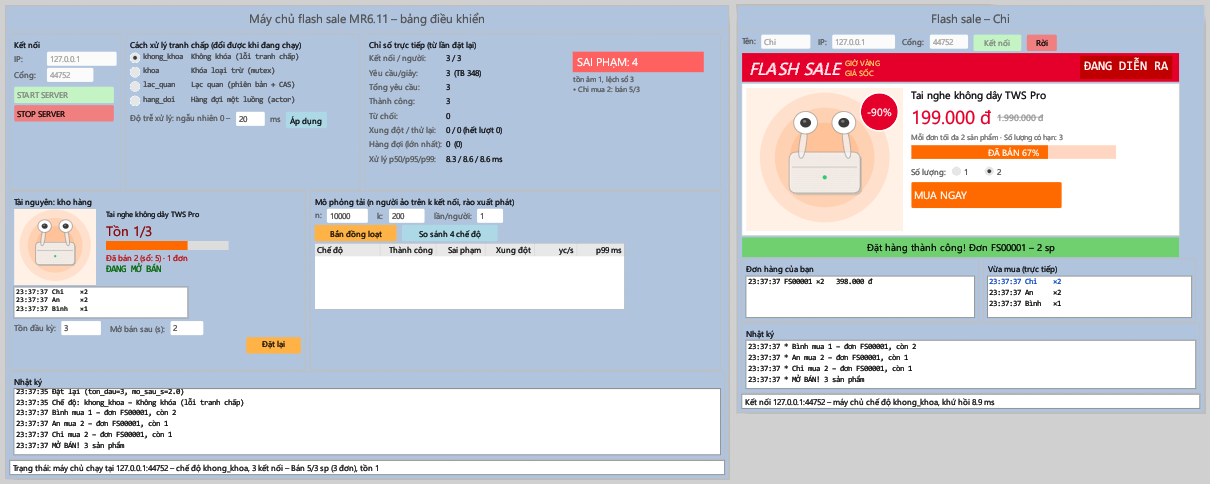 Máy chủ flash sale MR6.11 – bảng điều khiển
Kết nối
IP: 127.0.0.1
Cổng: 44752
START SERVER
STOP SERVER
Cách xử lý tranh chấp (đổi được khi đang chạy)
khong_khoa Không khóa (lỗi tranh chấp)
khoa Khóa loại trừ (mutex)
lac_quan Lạc quan (phiên bản + CAS)
hang_doi Hàng đợi một luồng (actor)
Độ trễ xử lý: ngẫu nhiên 0 – 20 ms Áp dụng
Chỉ số trực tiếp (từ lần đặt lại)
Kết nối / người: 3 / 3
Yêu cầu/giây: 3 (TB 348)
Tổng yêu cầu: 3
Thành công: 3
Từ chối: 0
Xung đột / thử lại: 0 / 0 (hết lượt 0)
Hàng đợi (lớn nhất): 0 (0)
Xử lý p50/p95/p99: 8.3 / 8.6 / 8.6 ms
SAI PHẠM: 4
tồn âm 1, lệch sổ 3
+ Chi mua 2: bán 5/3
Tài nguyên: kho hàng
Tai nghe không dây TWS Pro
Tồn 1/3
Đã bán 2 (sổ: 5) · 1 đơn
ĐANG MỞ BÁN
23:37:37 Chi ×2
23:37:37 An ×2
23:37:37 Bình ×1
Tồn đầu kỳ: 3 Mở bán sau (s): 2
Đặt lại
Mô phỏng tải (n người ảo trên k kết nối, rào xuất phát)
n: 10000 k: 200 lần/người: 1
Bắn đồng loạt So sánh 4 chế độ
Chế độ Thành công Sai phạm Xung đột yc/s p99 ms
Nhật ký
23:37:35 Đặt lại (ton_dau=3, mo_sau_s=2.0)
23:37:35 Chế độ: khong_khoa – Không khóa (lỗi tranh chấp)
23:37:37 Bình mua 1 – đơn FS00001, còn 2
23:37:37 An mua 2 – đơn FS00001, còn 1
23:37:37 Chi mua 2 – đơn FS00001, còn 1
23:37:37 MỞ BÁN! 3 sản phẩm
Trạng thái: máy chủ chạy tại 127.0.0.1:44752 – chế độ khong_khoa, 3 kết nối – Bán 5/3 sp (3 đơn), tồn 1
Flash sale – Chi
Tên: Chi IP: 127.0.0.1 Cổng: 44752 Kết nối Rời
FLASH SALE
GIỜ VÀNG
GIÁ SỐC
ĐANG DIỄN RA
-90%
Tai nghe không dây TWS Pro
199.000 đ 1.990.000 đ
Mỗi đơn tối đa 2 sản phẩm · Số lượng có hạn: 3
ĐÃ BÁN 67%
Số lượng: 1 2
MUA NGAY
Đặt hàng thành công! Đơn FS00001 – 2 sp
Đơn hàng của bạn
23:37:37 FS00001 ×2 398.000 đ
Vừa mua (trực tiếp)
23:37:37 Chi ×2
23:37:37 An ×2
23:37:37 Bình ×1
Nhật ký
23:37:37 * Bình mua 1 – đơn FS00001, còn 2
23:37:37 * An mua 2 – đơn FS00001, còn 1
23:37:37 * Chi mua 2 – đơn FS00001, còn 1
23:37:37 * MỞ BÁN! 3 sản phẩm
Kết nối 127.0.0.1:44752 – máy chủ chế độ khong_khoa, khứ hồi 8.9 ms